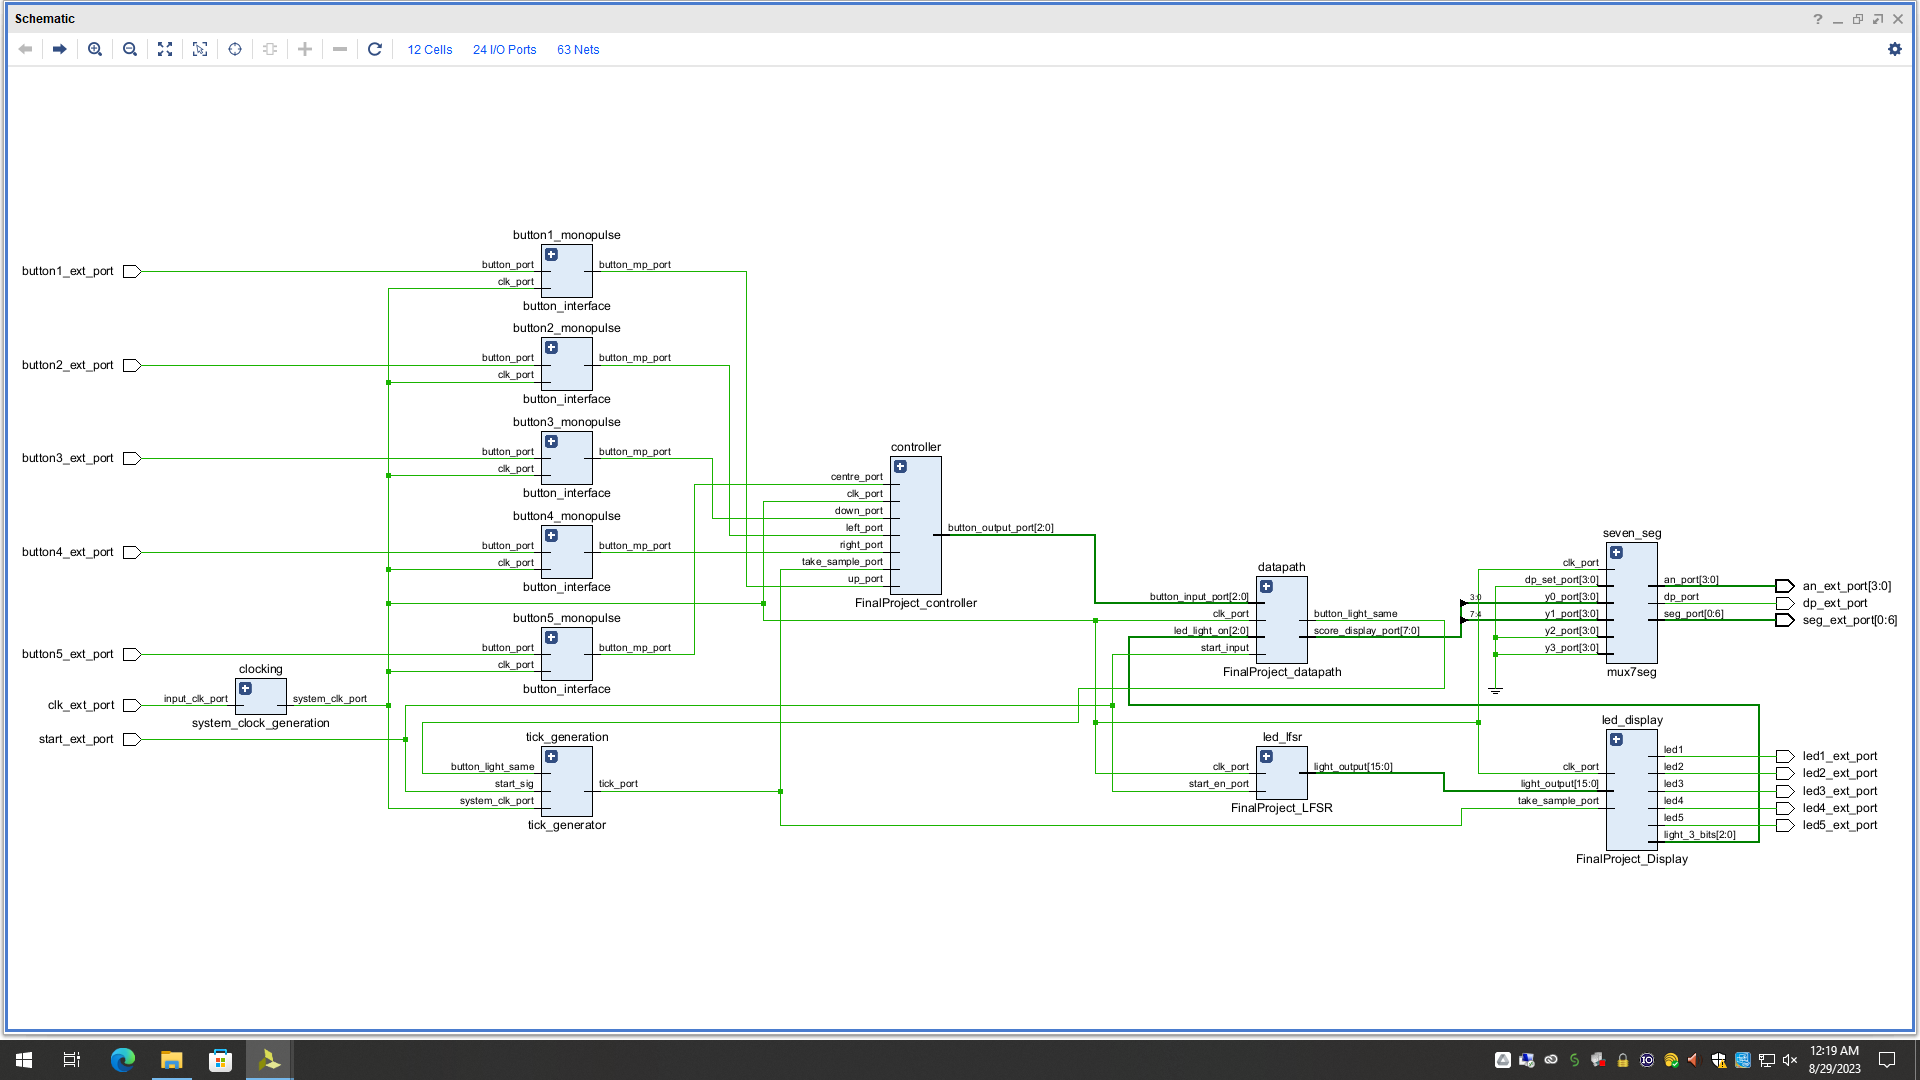 Schematic
12 Cells 24 I/O Ports 63 Nets
button1_monopulse
button1_ext_port
button_port
button_mp_port
clk_port
button_interface
button2_monopulse
button2_ext_port
button_port
button_mp_port
clk_port
button_interface
button3_monopulse
button3_ext_port
button_port
button_mp_port
clk_port
button_interface
button4_monopulse
button4_ext_port
button_port
button_mp_port
clk_port
button_interface
button5_monopulse
button5_ext_port
button_port
button_mp_port
clk_port
button_interface
clocking
clk_ext_port
input_clk_port
system_clk_port
system_clock_generation
start_ext_port
tick_generation
button_light_same
start_sig
tick_port
system_clk_port
tick_generator
controller
centre_port
clk_port
down_port
left_port
button_output_port[2:0]
right_port
take_sample_port
up_port
FinalProject_controller
datapath
button_input_port[2:0]
clk_port
button_light_same
led_light_on[2:0]
score_display_port[7:0]
start_input
FinalProject_datapath
led_lfsr
clk_port
light_output[15:0]
start_en_port
FinalProject_LFSR
seven_seg
clk_port
dp_set_port[3:0]
an_port[3:0]
an_ext_port[3:0]
3:0
y0_port[3:0]
dp_port
dp_ext_port
7:4
y1_port[3:0]
seg_port[0:6]
seg_ext_port[0:6]
y2_port[3:0]
y3_port[3:0]
mux7seg
led_display
led1
led1_ext_port
clk_port
led2
led2_ext_port
light_output[15:0]
led3
led3_ext_port
take_sample_port
led4
led4_ext_port
led5
led5_ext_port
light_3_bits[2:0]
FinalProject_Display
12:19 AM
8/29/2023